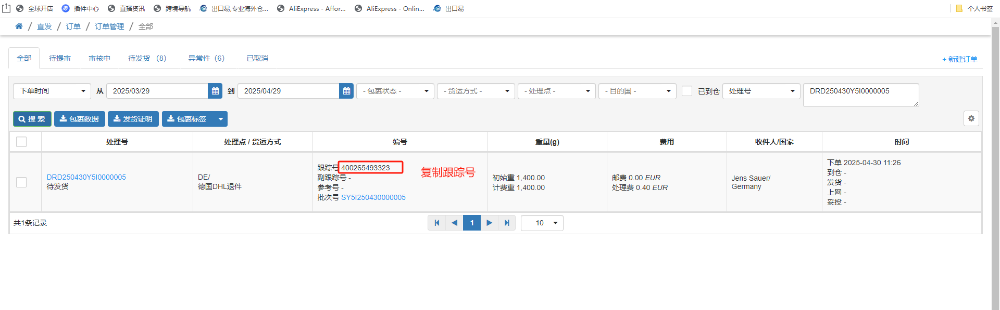 全球开店 插件中心 直播资讯 跨境导航 出口易,专业海外仓... AliExpress - Affor... AliExpress - Onlin... 出口易 个人书签
/ 直发 / 订单 / 订单管理 / 全部
全部 待提审 审核中 待发货 （8） 异常件（6） 已取消
+ 新建订单
下单时间 从 2025/03/29 到 2025/04/29 - 包裹状态 - - 货运方式 - - 处理点 - - 目的国 - 已到仓 处理号 DRD250430Y5I0000005
搜 索 包裹数据 发货证明 包裹标签
处理号 处理点 / 货运方式 编号 重量(g) 费用 收件人/国家 时间
DRD250430Y5I0000005
待发货
DE/
德国DHL退件
跟踪号 400265493323
副跟踪号 -
参考号 -
批次号 SY5I250430000005
复制跟踪号
初始重 1,400.00
计费重 1,400.00
邮费 0.00 EUR
处理费 0.40 EUR
Jens Sauer/
Germany
下单 2025-04-30 11:26
到仓 -
发货 -
上网 -
妥投 -
共1条记录 1 10